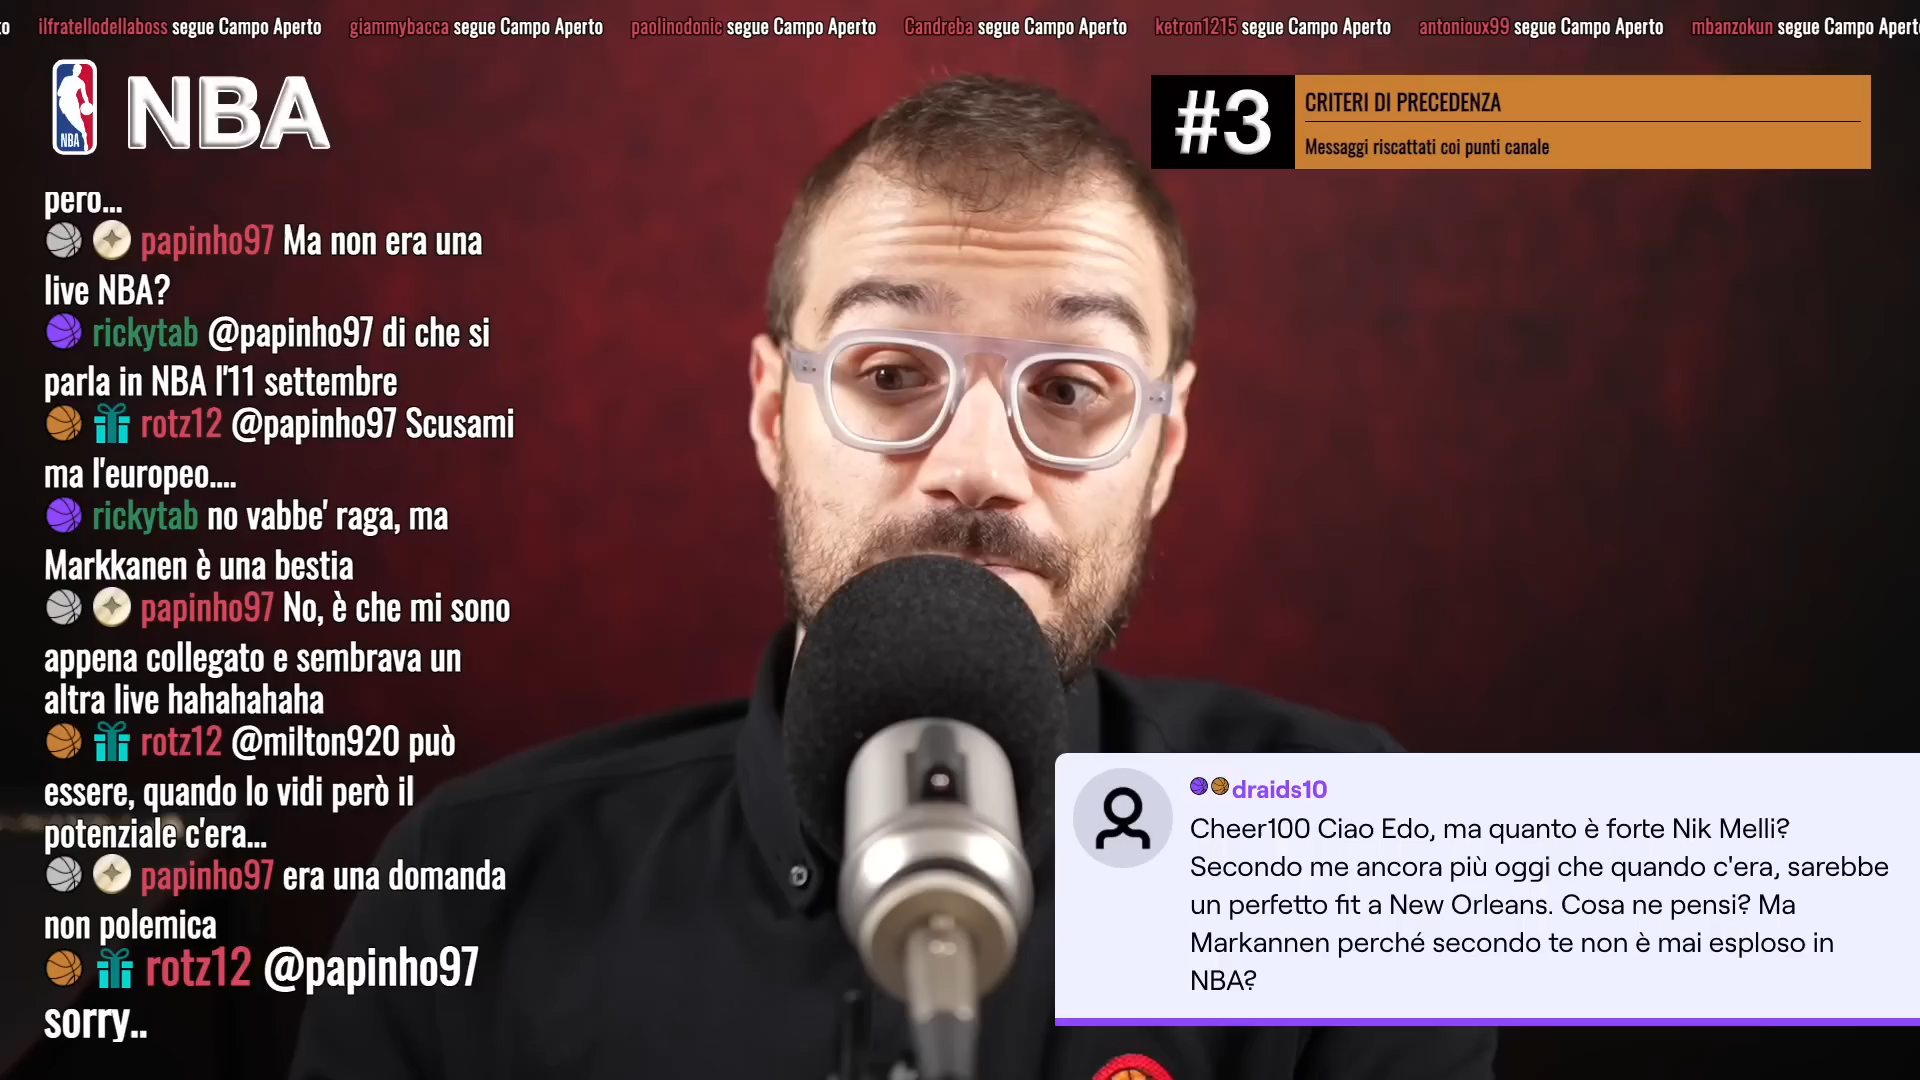 to ilfratellodellaboss segue Campo Aperto giammybacca segue Campo Aperto paolinodonic segue Campo Aperto Candreba segue Campo Aperto ketron1215 segue Campo Aperto antonioux99 segue Campo Aperto mbanzokun segue Campo Aperto
NBA
NBA
#3
CRITERI DI PRECEDENZA
Messaggi riscattati coi punti canale
però...
papinho97 Ma non era una
live NBA?
rickytab @papinho97 di che si
parla in NBA l'11 settembre
rotz12 @papinho97 Scusami
ma l'europeo....
rickytab no vabbe' raga, ma
Markkanen è una bestia
papinho97 No, è che mi sono
appena collegato e sembrava un
altra live hahahahaha
rotz12 @milton920 può
essere, quando lo vidi però il
potenziale c'era...
papinho97 era una domanda
non polemica
rotz12 @papinho97
sorry..
draids10
Cheer100 Ciao Edo, ma quanto è forte Nik Melli?
Secondo me ancora più oggi che quando c'era, sarebbe
un perfetto fit a New Orleans. Cosa ne pensi? Ma
Markannen perché secondo te non è mai esploso in
NBA?